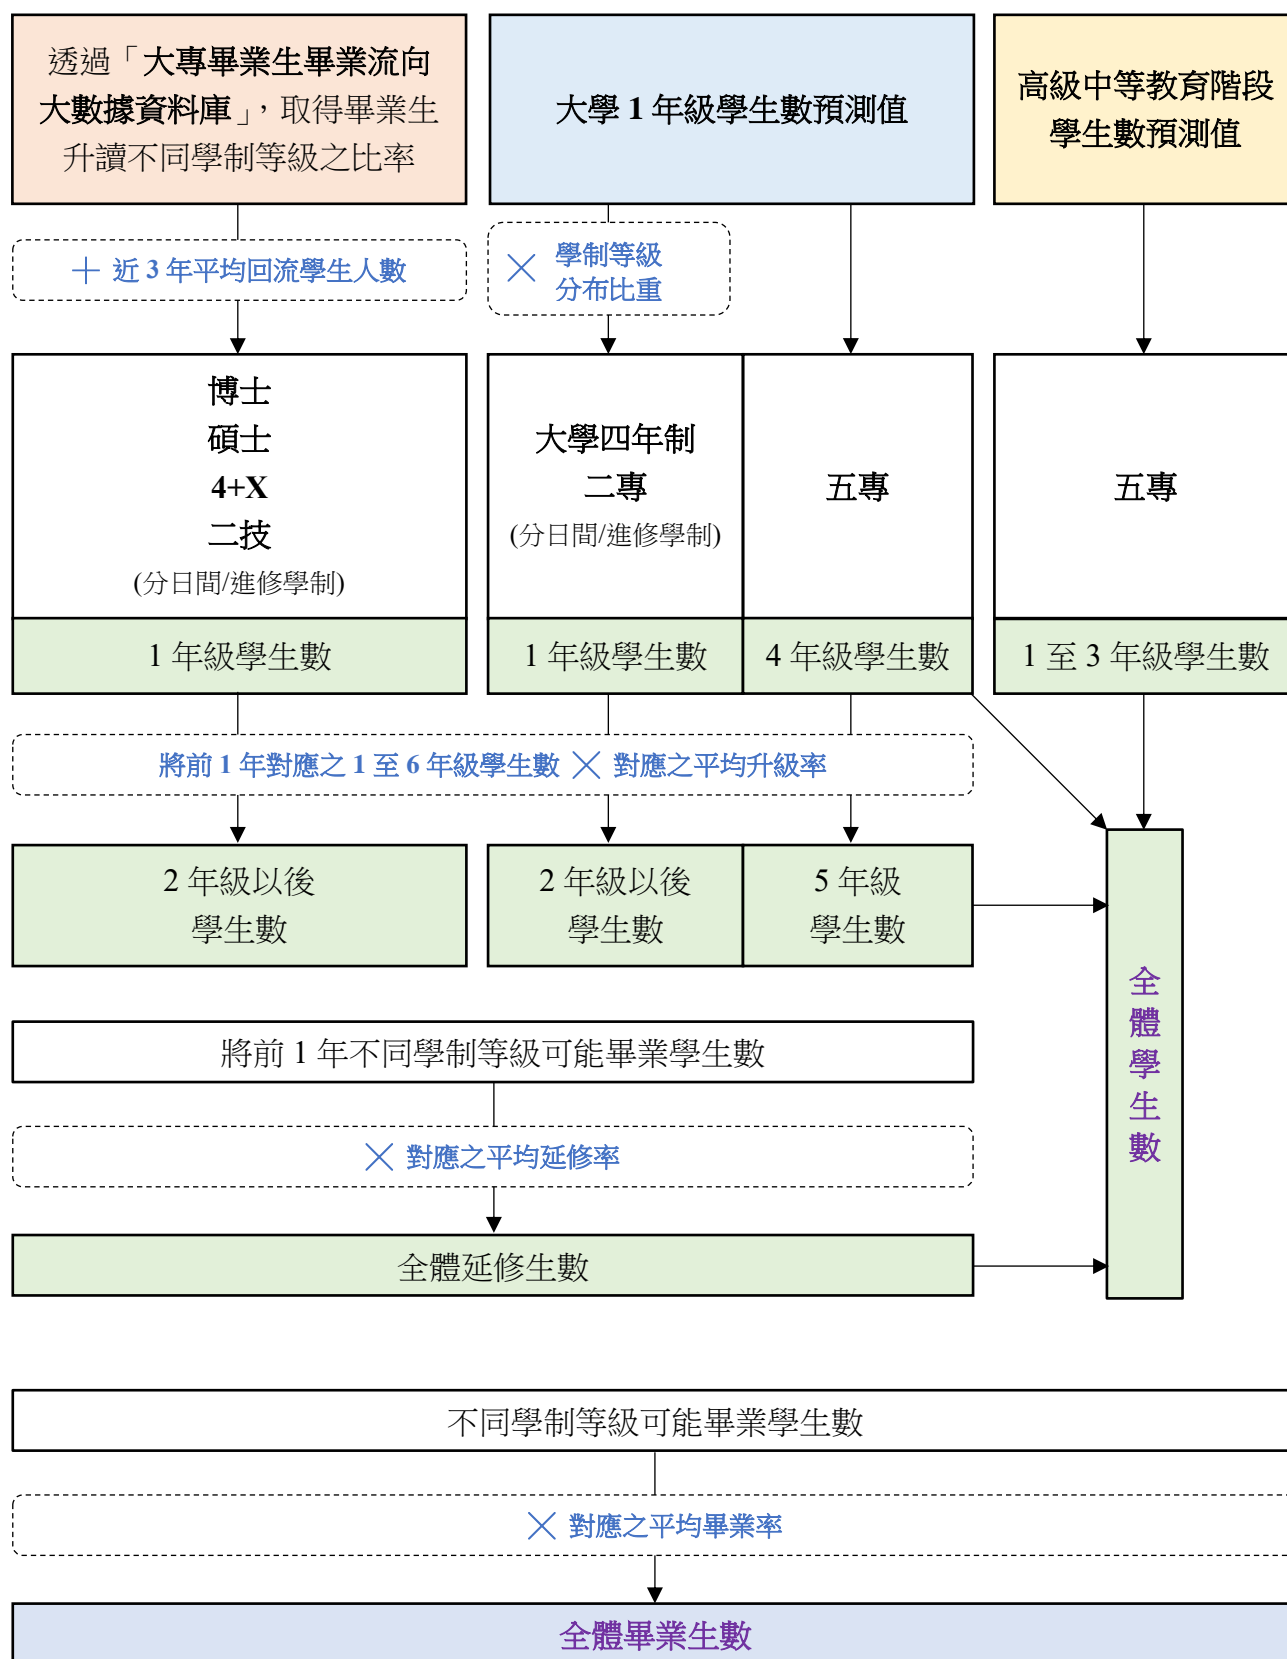 透過「大專畢業生畢業流向
大數據資料庫」，取得畢業生
升讀不同學制等級之比率
大學 1 年級學生數預測值
高級中等教育階段
學生數預測值
＋ 近 3 年平均回流學生人數
× 學制等級
分布比重
博士
碩士
4+X
二技
(分日間/進修學制)
大學四年制
二專
(分日間/進修學制)
五專
五專
1 年級學生數
1 年級學生數
4 年級學生數
1 至 3 年級學生數
將前 1 年對應之 1 至 6 年級學生數 × 對應之平均升級率
2 年級以後
學生數
2 年級以後
學生數
5 年級
學生數
全體學生數
將前 1 年不同學制等級可能畢業學生數
× 對應之平均延修率
全體延修生數
不同學制等級可能畢業學生數
× 對應之平均畢業率
全體畢業生數